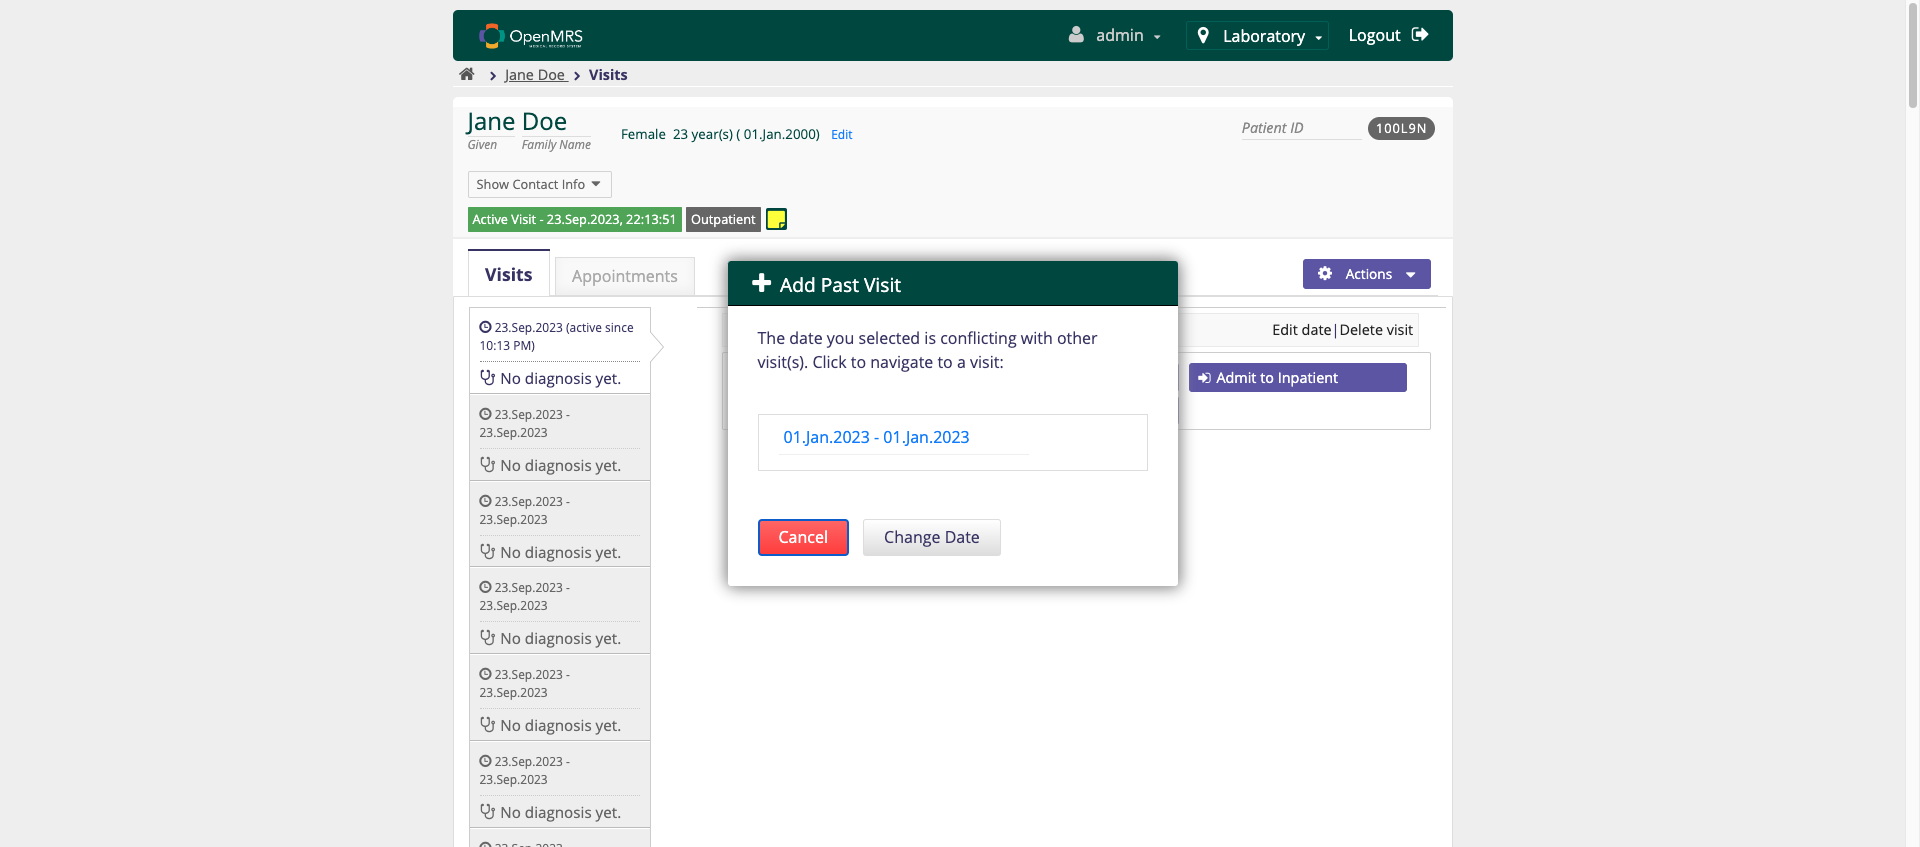 OpenMRS
MEDICAL RECORD SYSTEM
admin
Laboratory
Logout
Jane Doe
Visits
Jane Doe
Given Family Name
Female 23 year(s) ( 01.Jan.2000) Edit
Patient ID 100L9N
Show Contact Info
Active Visit - 23.Sep.2023, 22:13:51 Outpatient
Visits
Appointments
Actions
23.Sep.2023 (active since
10:13 PM)
No diagnosis yet.
23.Sep.2023 -
23.Sep.2023
No diagnosis yet.
23.Sep.2023 -
23.Sep.2023
No diagnosis yet.
23.Sep.2023 -
23.Sep.2023
No diagnosis yet.
23.Sep.2023 -
23.Sep.2023
No diagnosis yet.
23.Sep.2023 -
23.Sep.2023
No diagnosis yet.
Edit date|Delete visit
Admit to Inpatient
Add Past Visit
The date you selected is conflicting with other
visit(s). Click to navigate to a visit:
01.Jan.2023 - 01.Jan.2023
Cancel
Change Date